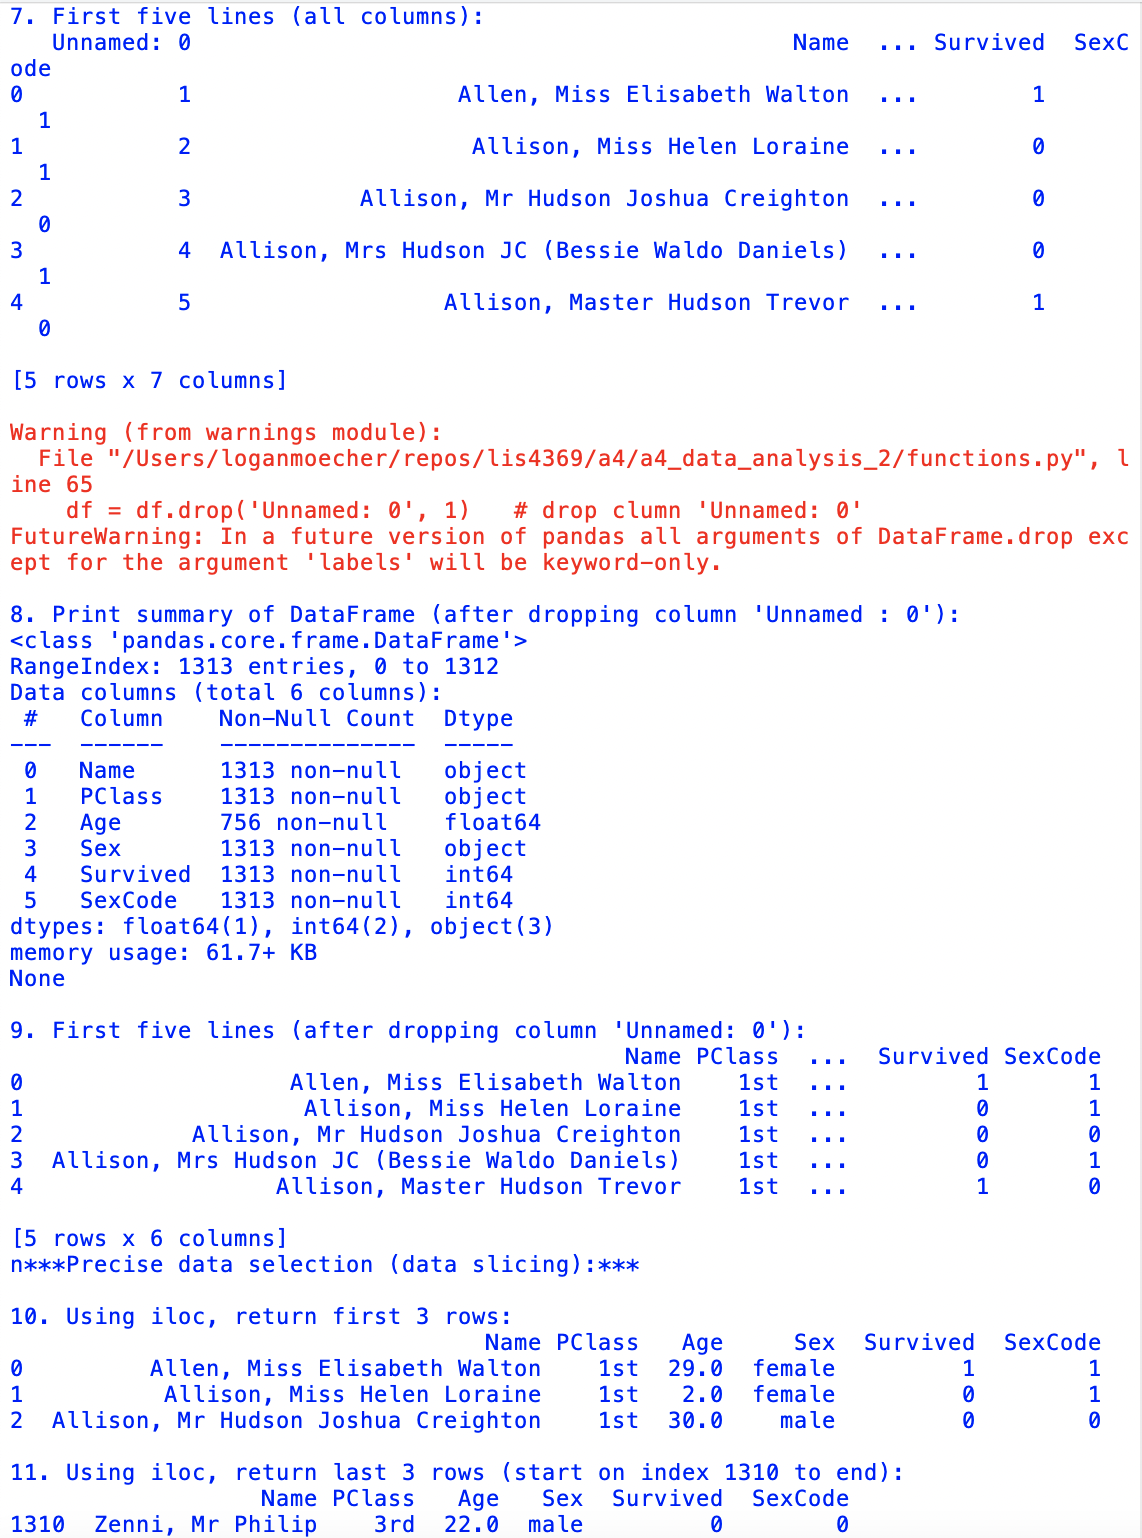 7. First five lines (all columns):
   Unnamed: 0                                           Name  ... Survived  SexC
ode
0           1                   Allen, Miss Elisabeth Walton  ...        1
  1
1           2                    Allison, Miss Helen Loraine  ...        0
  1
2           3            Allison, Mr Hudson Joshua Creighton  ...        0
  0
3           4  Allison, Mrs Hudson JC (Bessie Waldo Daniels)  ...        0
  1
4           5                  Allison, Master Hudson Trevor  ...        1
  0
[5 rows x 7 columns]
Warning (from warnings module):
  File "/Users/loganmoecher/repos/lis4369/a4/a4_data_analysis_2/functions.py", l
ine 65
    df = df.drop('Unnamed: 0', 1)   # drop clumn 'Unnamed: 0'
FutureWarning: In a future version of pandas all arguments of DataFrame.drop exc
ept for the argument 'labels' will be keyword-only.
8. Print summary of DataFrame (after dropping column 'Unnamed : 0'):
<class 'pandas.core.frame.DataFrame'>
RangeIndex: 1313 entries, 0 to 1312
Data columns (total 6 columns):
 #   Column    Non-Null Count  Dtype
---  ------    --------------  -----
 0   Name      1313 non-null   object
 1   PClass    1313 non-null   object
 2   Age       756 non-null    float64
 3   Sex       1313 non-null   object
 4   Survived  1313 non-null   int64
 5   SexCode   1313 non-null   int64
dtypes: float64(1), int64(2), object(3)
memory usage: 61.7+ KB
None
9. First five lines (after dropping column 'Unnamed: 0'):
                                            Name PClass  ...  Survived SexCode
0                   Allen, Miss Elisabeth Walton    1st  ...         1       1
1                    Allison, Miss Helen Loraine    1st  ...         0       1
2            Allison, Mr Hudson Joshua Creighton    1st  ...         0       0
3  Allison, Mrs Hudson JC (Bessie Waldo Daniels)    1st  ...         0       1
4                  Allison, Master Hudson Trevor    1st  ...         1       0
[5 rows x 6 columns]
n***Precise data selection (data slicing):***
10. Using iloc, return first 3 rows:
                                  Name PClass   Age     Sex  Survived  SexCode
0         Allen, Miss Elisabeth Walton    1st  29.0  female         1        1
1          Allison, Miss Helen Loraine    1st   2.0  female         0        1
2  Allison, Mr Hudson Joshua Creighton    1st  30.0    male         0        0
11. Using iloc, return last 3 rows (start on index 1310 to end):
                  Name PClass   Age   Sex  Survived  SexCode
1310  Zenni, Mr Philip    3rd  22.0  male         0        0